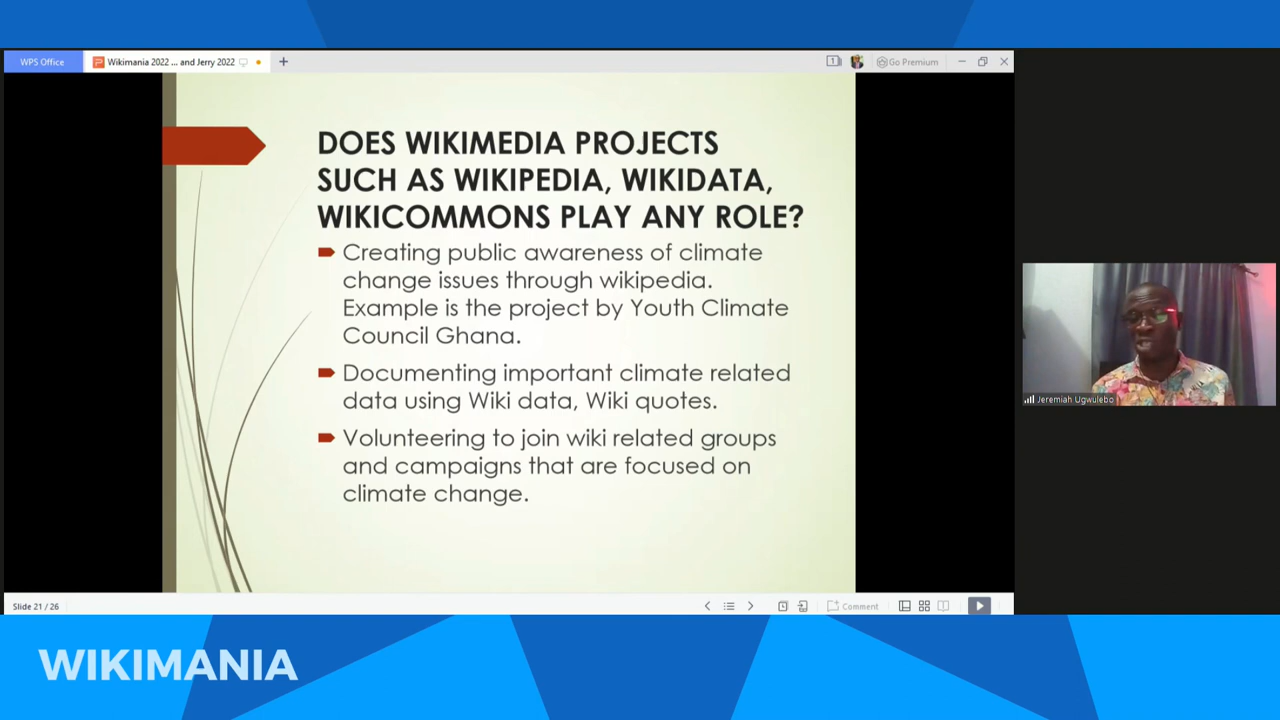 WPS Office
Wikimania 2022 ... and Jerry 2022
1
Go Premium
DOES WIKIMEDIA PROJECTS
SUCH AS WIKIPEDIA, WIKIDATA,
WIKICOMMONS PLAY ANY ROLE?
Creating public awareness of climate
change issues through wikipedia.
Example is the project by Youth Climate
Council Ghana.
Documenting important climate related
data using Wiki data, Wiki quotes.
Volunteering to join wiki related groups
and campaigns that are focused on
climate change.
Jeremiah Ugwulebo
Slide 21 / 26
Comment
WIKIMANIA